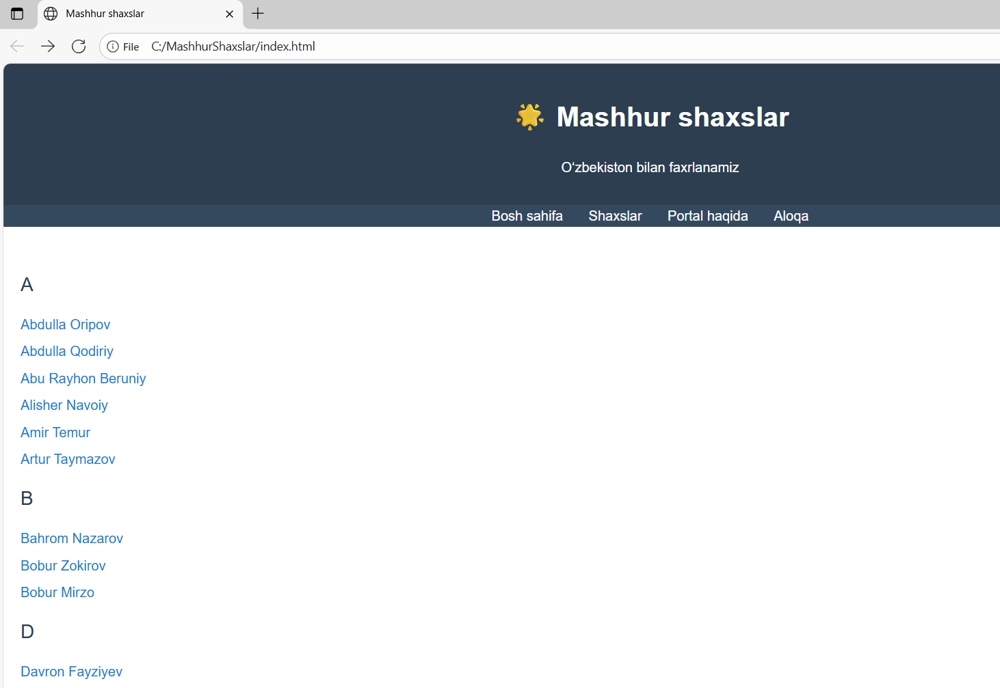 Mashhur shaxslar
File C:/MashhurShaxslar/index.html
🌟 Mashhur shaxslar
Oʻzbekiston bilan faxrlanamiz
Bosh sahifa Shaxslar Portal haqida Aloqa
A
Abdulla Oripov
Abdulla Qodiriy
Abu Rayhon Beruniy
Alisher Navoiy
Amir Temur
Artur Taymazov
B
Bahrom Nazarov
Bobur Zokirov
Bobur Mirzo
D
Davron Fayziyev